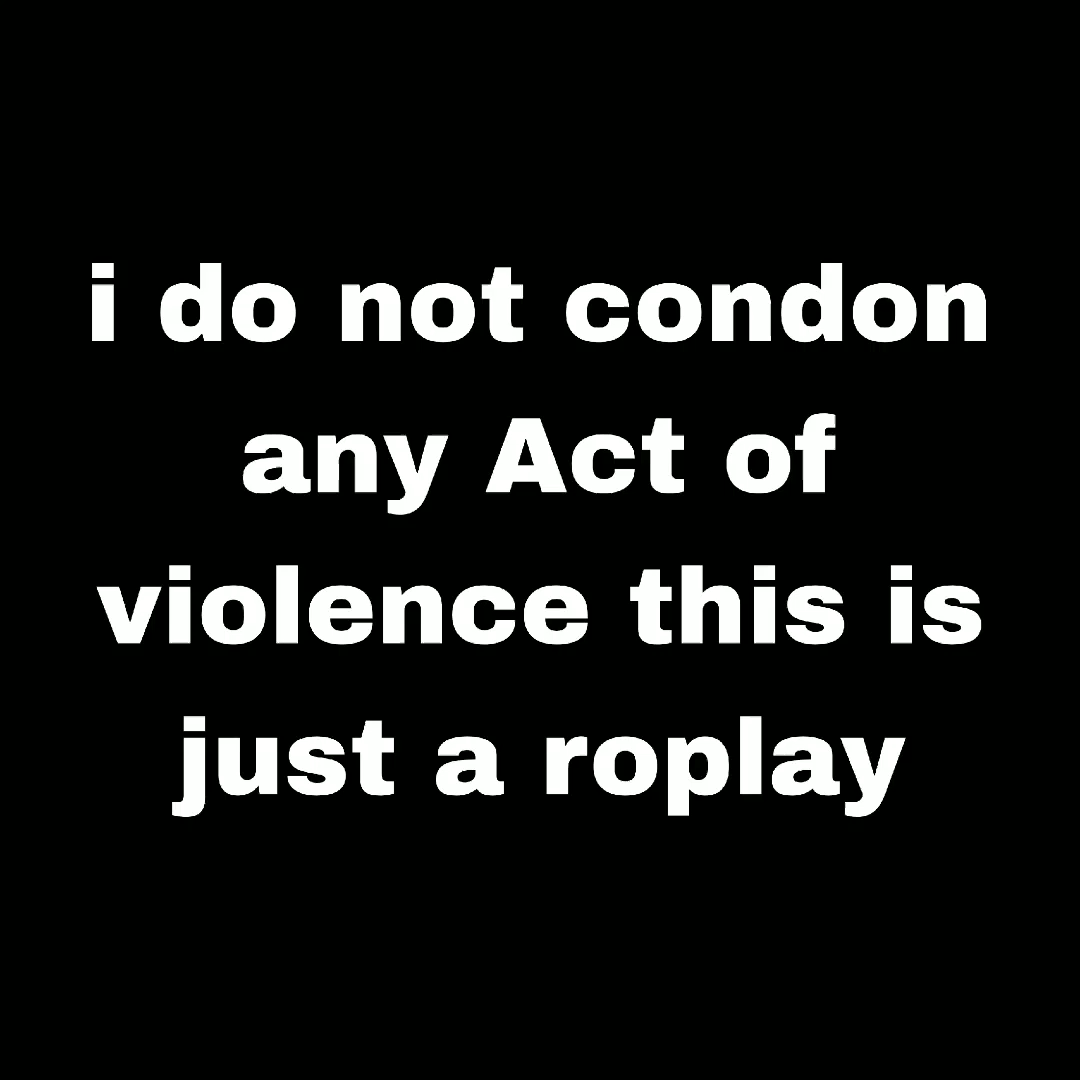 i do not condon
any Act of
violence this is
just a roplay